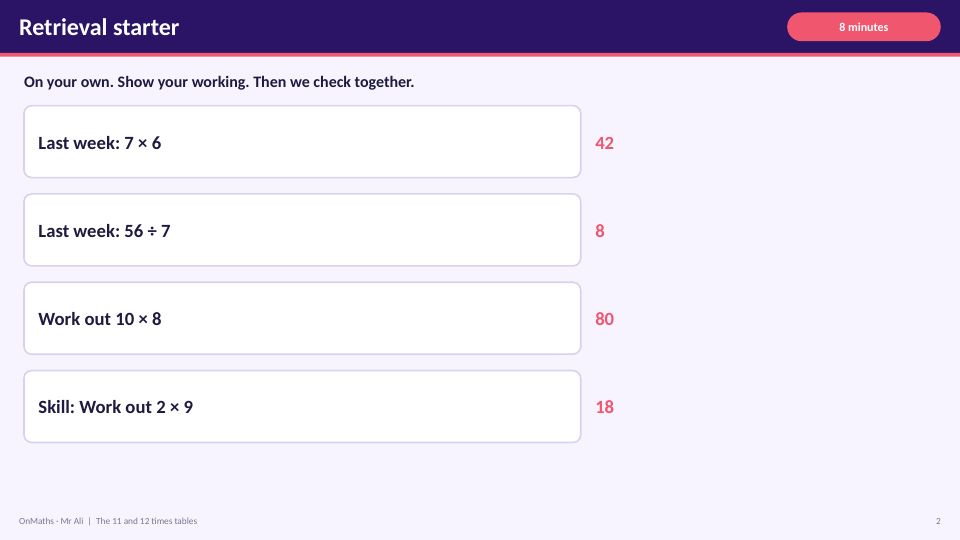 Retrieval starter
8 minutes
On your own. Show your working. Then we check together.
Last week: 7 × 6
42
Last week: 56 ÷ 7
8
Work out 10 × 8
80
Skill: Work out 2 × 9
18
OnMaths - Mr Ali | The 11 and 12 times tables
2